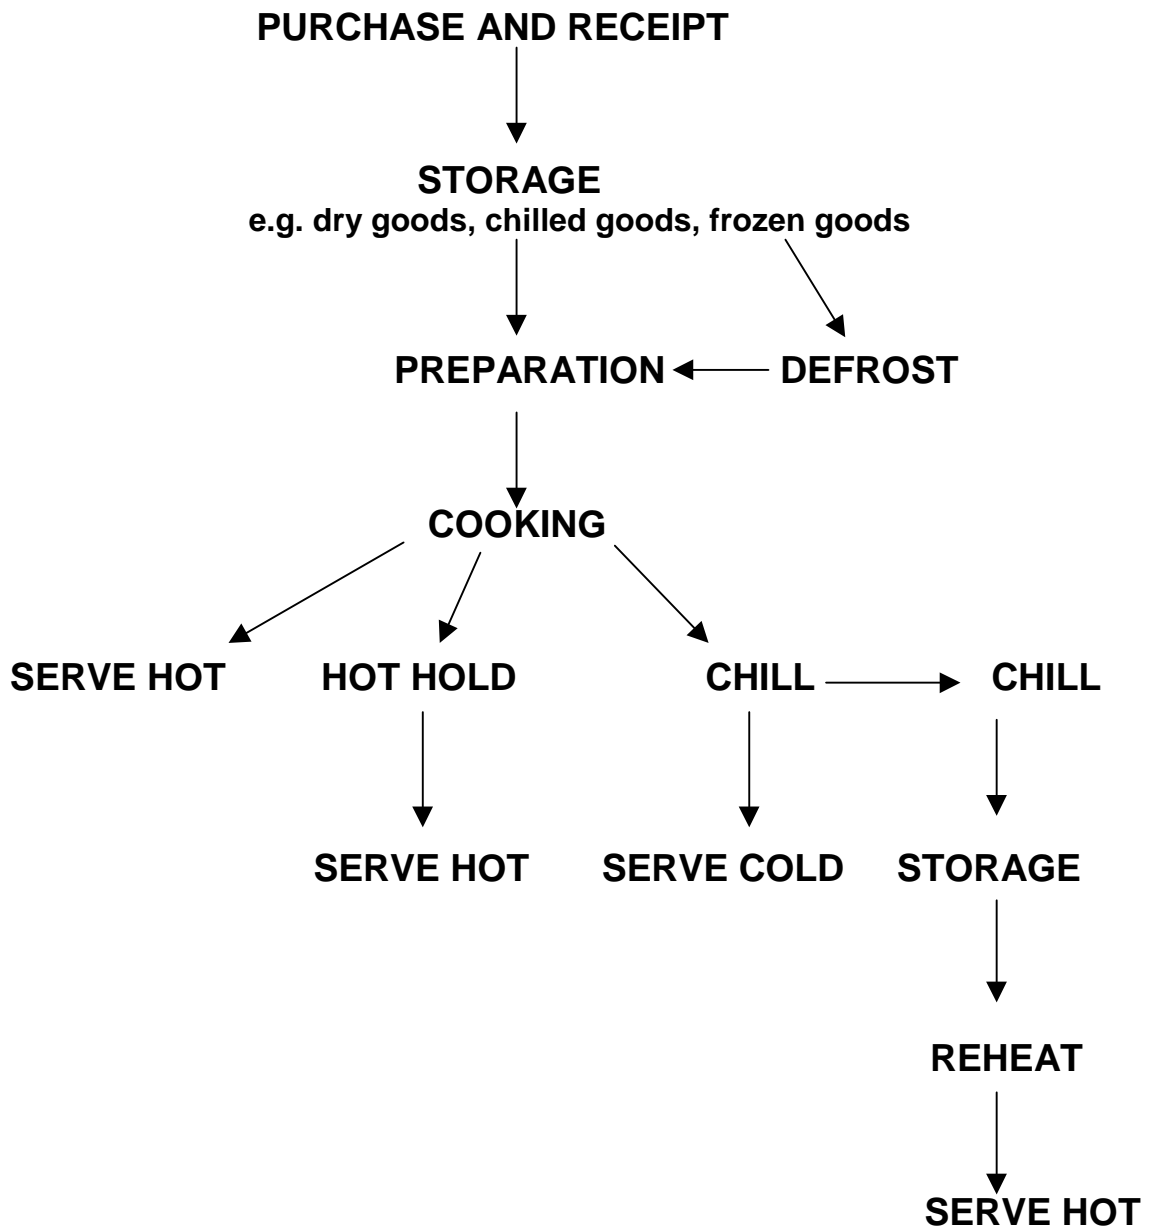 PURCHASE AND RECEIPT
STORAGE
e.g. dry goods, chilled goods, frozen goods
PREPARATION DEFROST
COOKING
SERVE HOT HOT HOLD CHILL CHILL
SERVE HOT SERVE COLD STORAGE
REHEAT
SERVE HOT